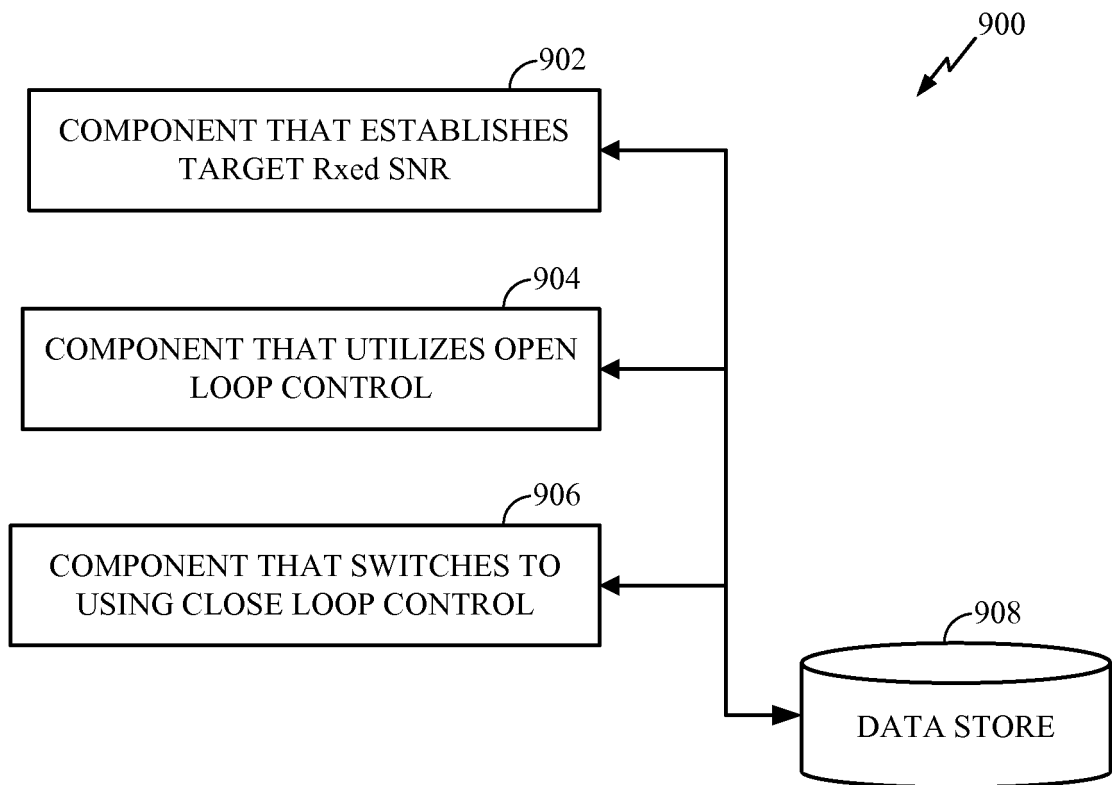 900
902
COMPONENT THAT ESTABLISHES
TARGET Rxed SNR
904
COMPONENT THAT UTILIZES OPEN
LOOP CONTROL
906
COMPONENT THAT SWITCHES TO
USING CLOSE LOOP CONTROL
908
DATA STORE